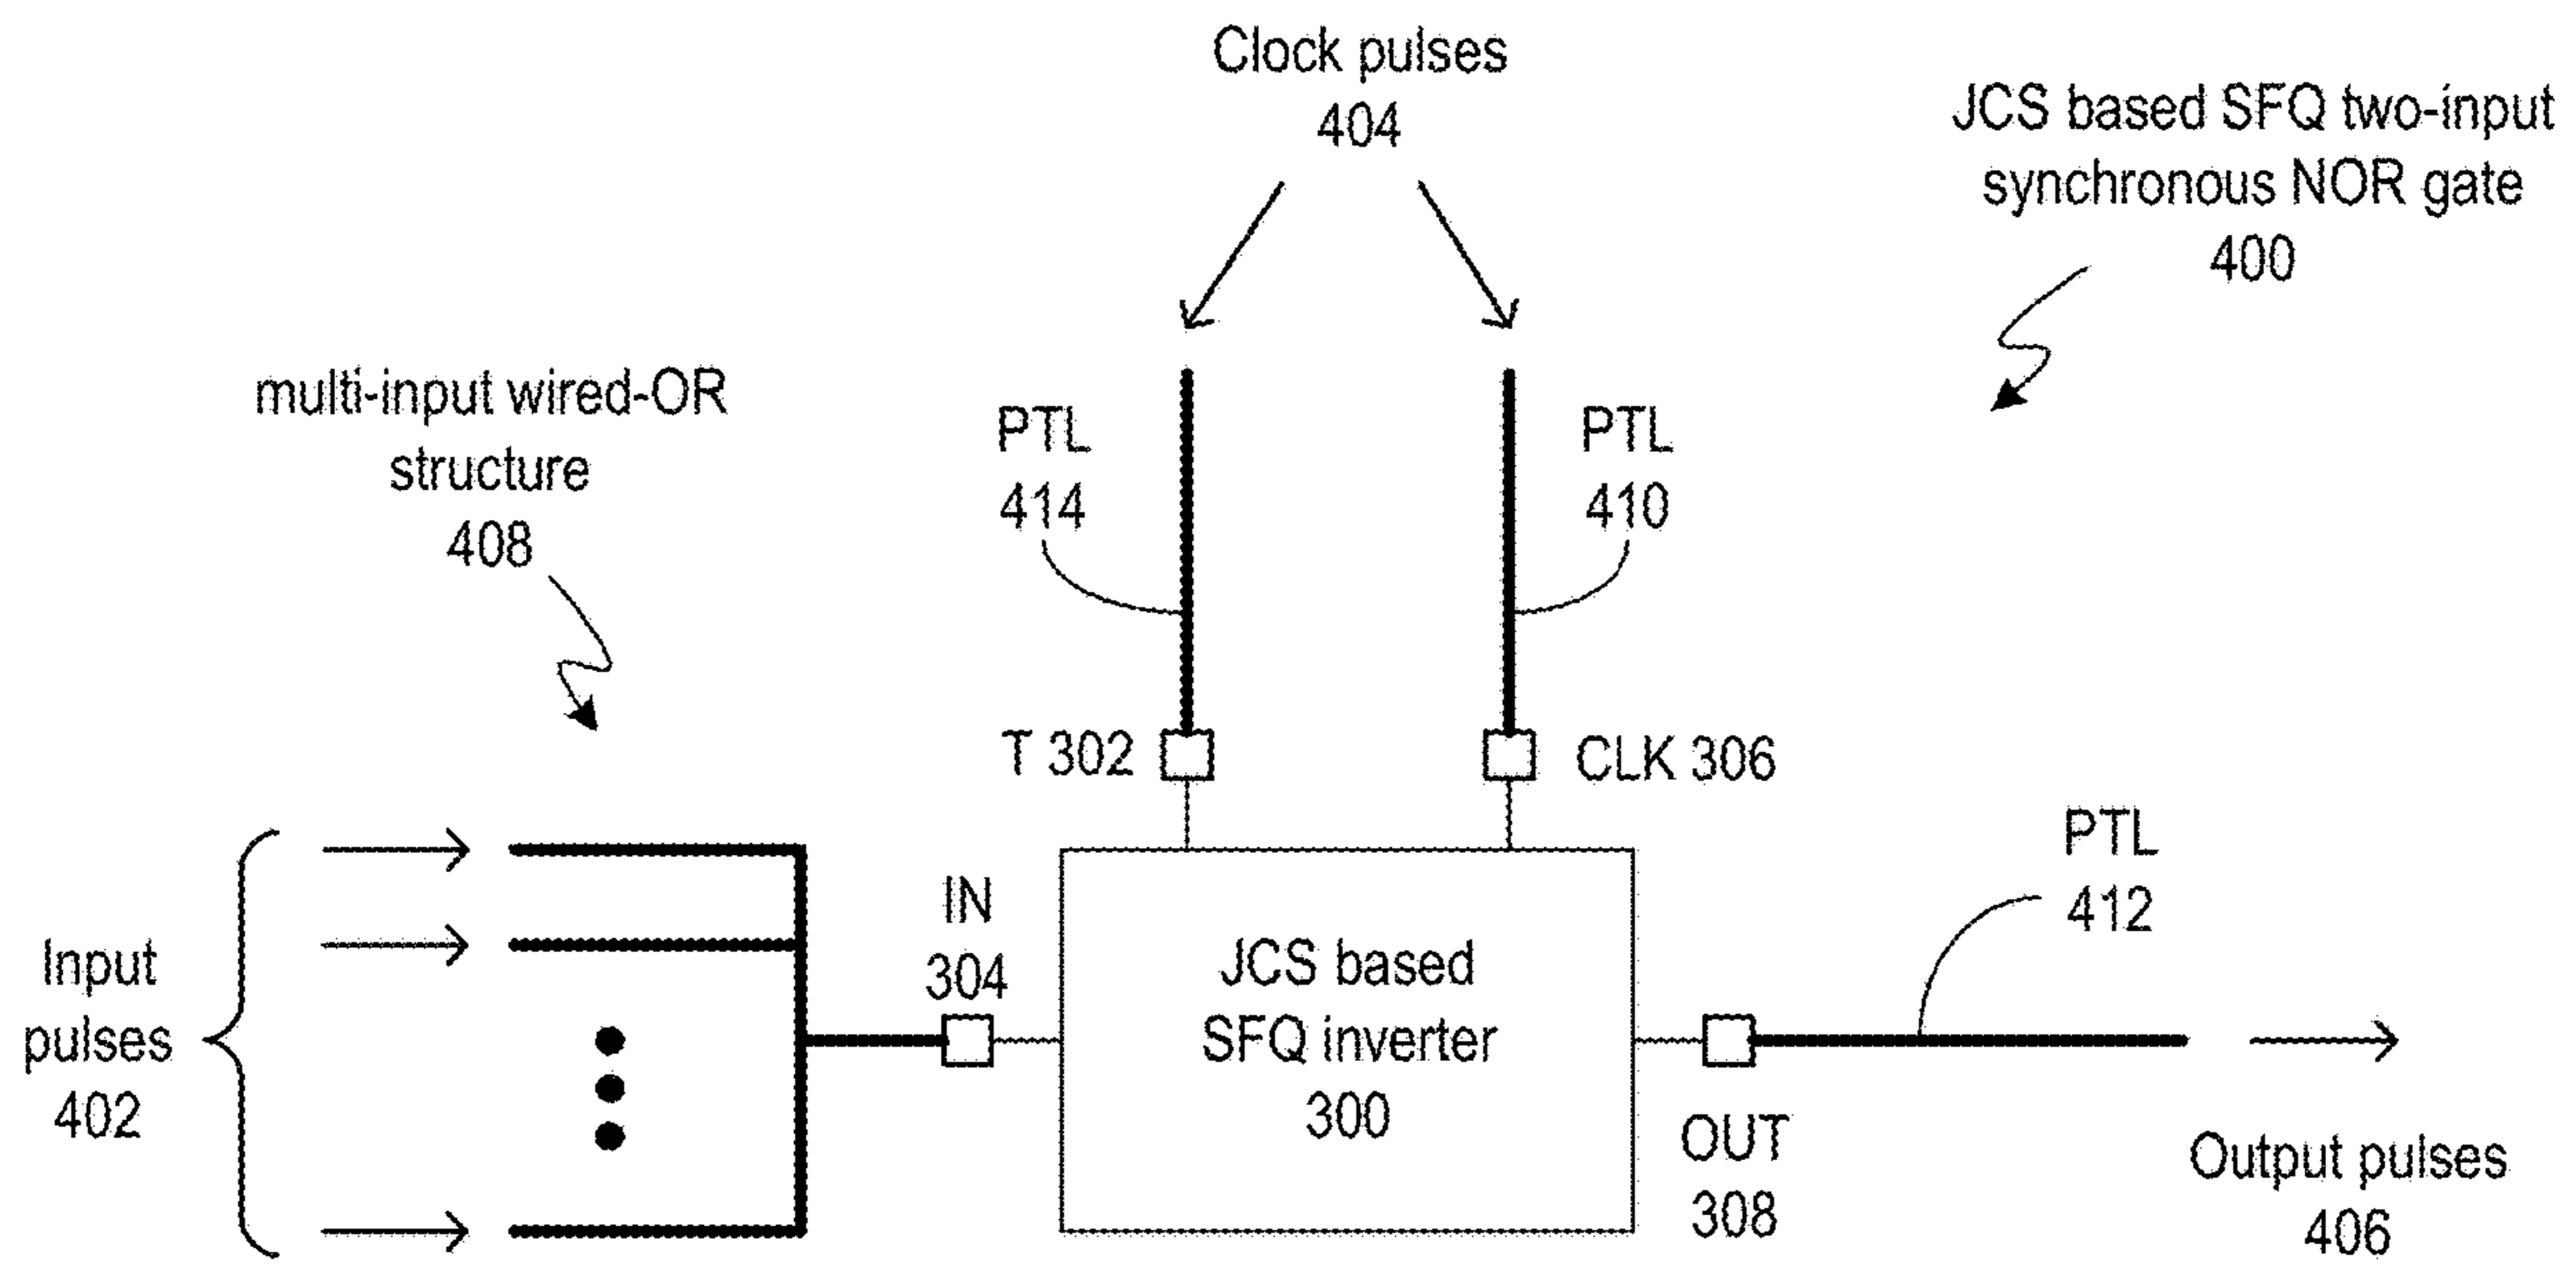 Clock pulses
404
JCS based SFQ two-input
synchronous NOR gate
400
multi-input wired-OR
structure
408
PTL
414
PTL
410
T 302
CLK 306
PTL
412
IN
304
Input
pulses
402
JCS based
SFQ inverter
300
OUT
308
Output pulses
406